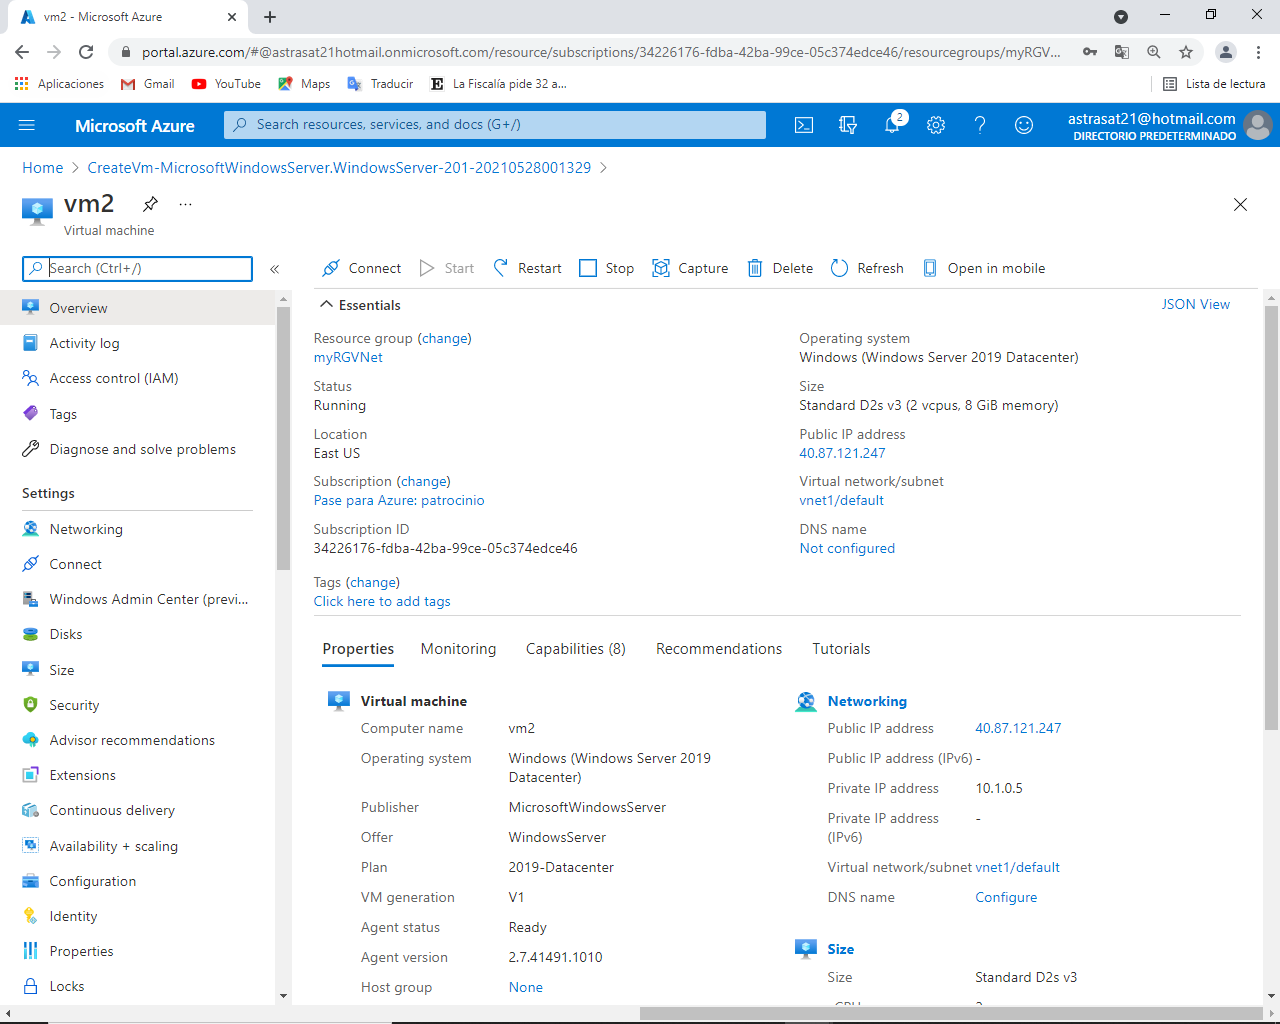 vm2 - Microsoft Azure
portal.azure.com/#@astrasat21hotmail.onmicrosoft.com/resource/subscriptions/34226176-fdba-42ba-99ce-05c374edce46/resourcegroups/myRGV...
Aplicaciones
Gmail
YouTube
Maps
Traducir
E La Fiscalía pide 32 a...
Lista de lectura
Microsoft Azure
Search resources, services, and docs (G+/)
2
astrasat21@hotmail.com
DIRECTORIO PREDETERMINADO
Home > CreateVm-MicrosoftWindowsServer.WindowsServer-201-20210528001329 >
vm2
...
Virtual machine
Search (Ctrl+/)
«
Connect
Start
Restart
Stop
Capture
Delete
Refresh
Open in mobile
Overview
Activity log
Access control (IAM)
Tags
Diagnose and solve problems
Settings
Networking
Connect
Windows Admin Center (previ...
Disks
Size
Security
Advisor recommendations
Extensions
Continuous delivery
Availability + scaling
Configuration
Identity
Properties
Locks
Essentials
JSON View
Resource group (change)
myRGVNet
Status
Running
Location
East US
Subscription (change)
Pase para Azure: patrocinio
Subscription ID
34226176-fdba-42ba-99ce-05c374edce46
Tags (change)
Click here to add tags
Operating system
Windows (Windows Server 2019 Datacenter)
Size
Standard D2s v3 (2 vcpus, 8 GiB memory)
Public IP address
40.87.121.247
Virtual network/subnet
vnet1/default
DNS name
Not configured
Properties
Monitoring
Capabilities (8)
Recommendations
Tutorials
Virtual machine
Computer name vm2
Operating system Windows (Windows Server 2019
Datacenter)
Publisher MicrosoftWindowsServer
Offer WindowsServer
Plan 2019-Datacenter
VM generation V1
Agent status Ready
Agent version 2.7.41491.1010
Host group None
Networking
Public IP address 40.87.121.247
Public IP address (IPv6) -
Private IP address 10.1.0.5
Private IP address -
(IPv6)
Virtual network/subnet vnet1/default
DNS name Configure
Size
Size Standard D2s v3